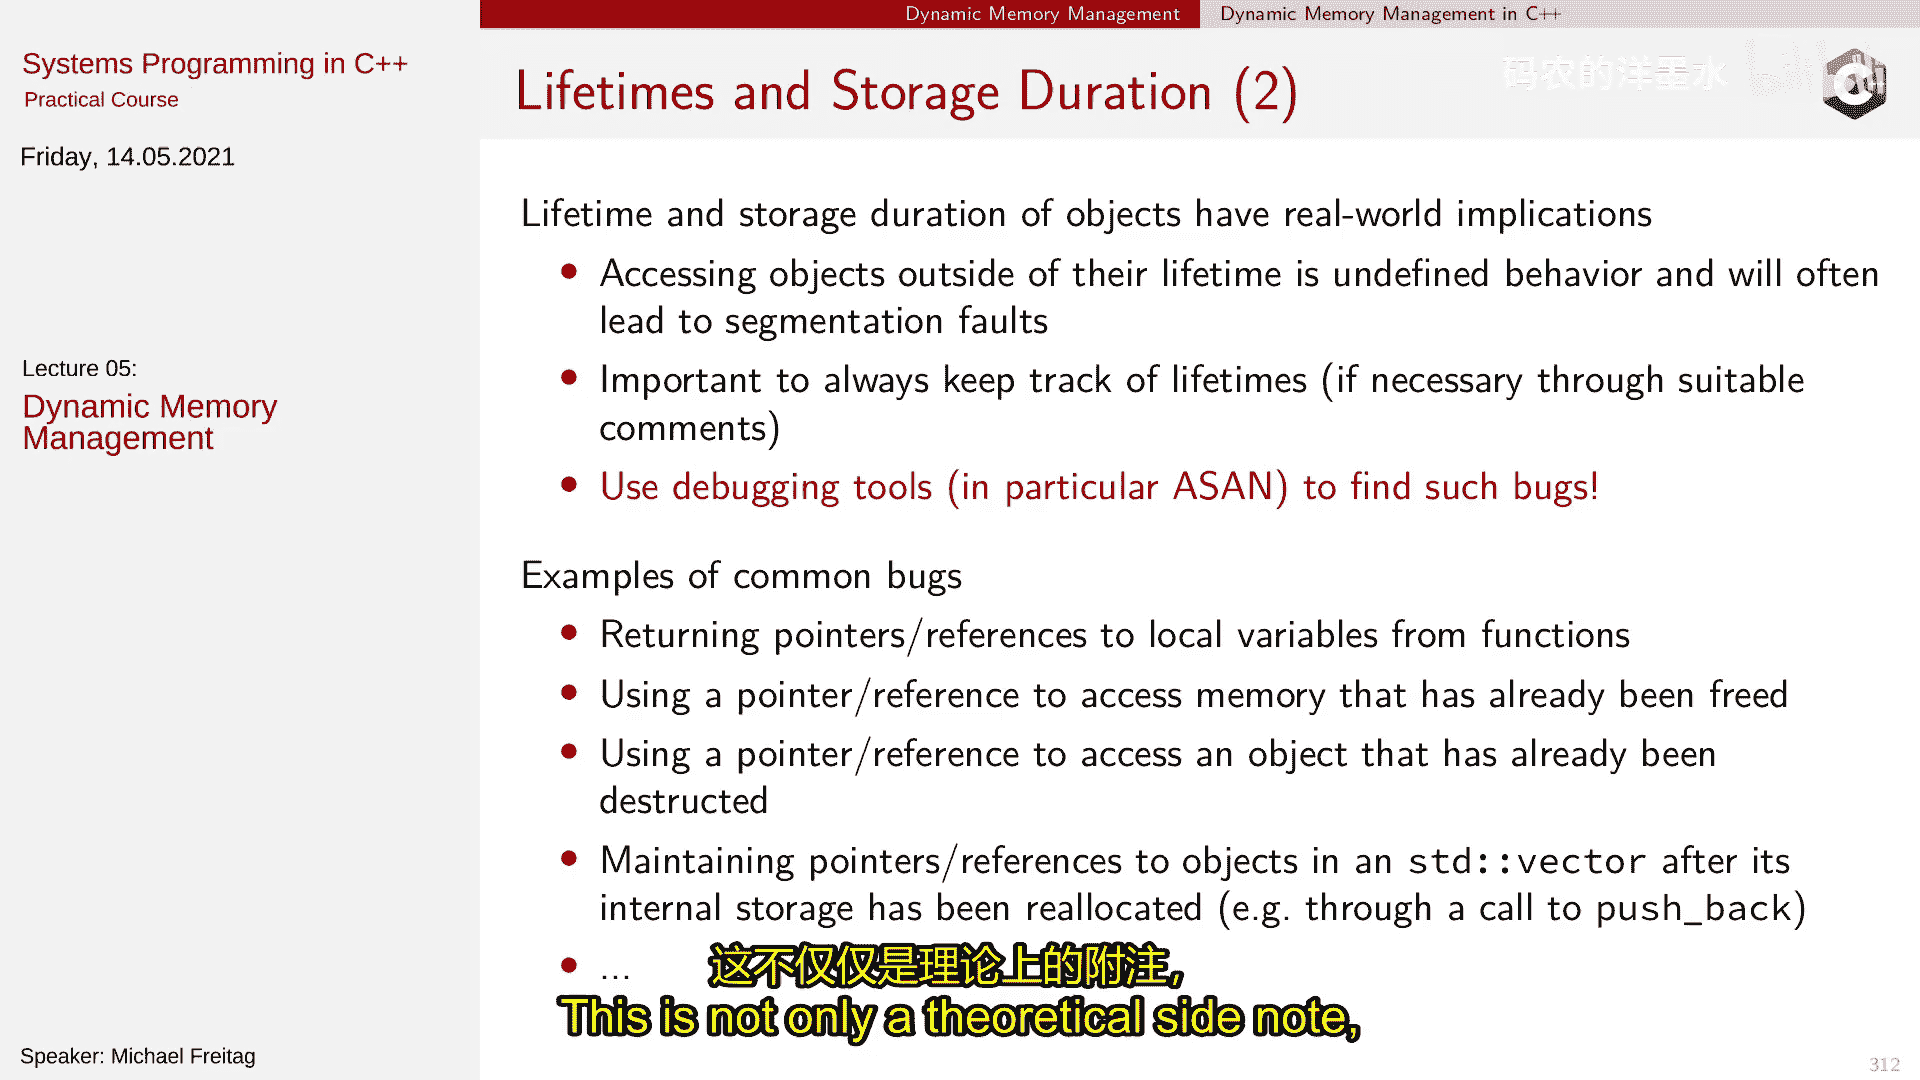 Dynamic Memory Management
Dynamic Memory Management in C++
Systems Programming in C++
Practical Course
Friday, 14.05.2021
Lecture 05:
Dynamic Memory
Management
Speaker: Michael Freitag
Lifetimes and Storage Duration (2)
码农的洋墨水
Lifetime and storage duration of objects have real-world implications
• Accessing objects outside of their lifetime is undefined behavior and will often
lead to segmentation faults
• Important to always keep track of lifetimes (if necessary through suitable
comments)
• Use debugging tools (in particular ASAN) to find such bugs!
Examples of common bugs
• Returning pointers/references to local variables from functions
• Using a pointer/reference to access memory that has already been freed
• Using a pointer/reference to access an object that has already been
destructed
• Maintaining pointers/references to objects in an std::vector after its
internal storage has been reallocated (e.g. through a call to push_back)
• ...
这不仅仅是理论上的附注,
This is not only a theoretical side note,
312